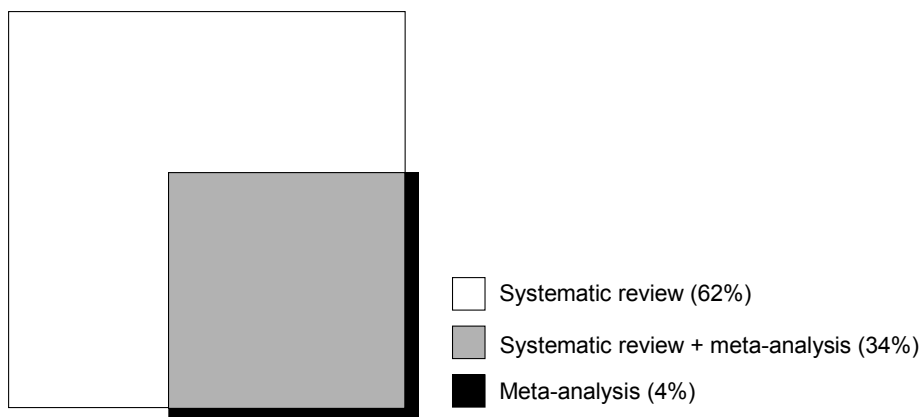 Systematic review (62%)
Systematic review + meta-analysis (34%)
Meta-analysis (4%)